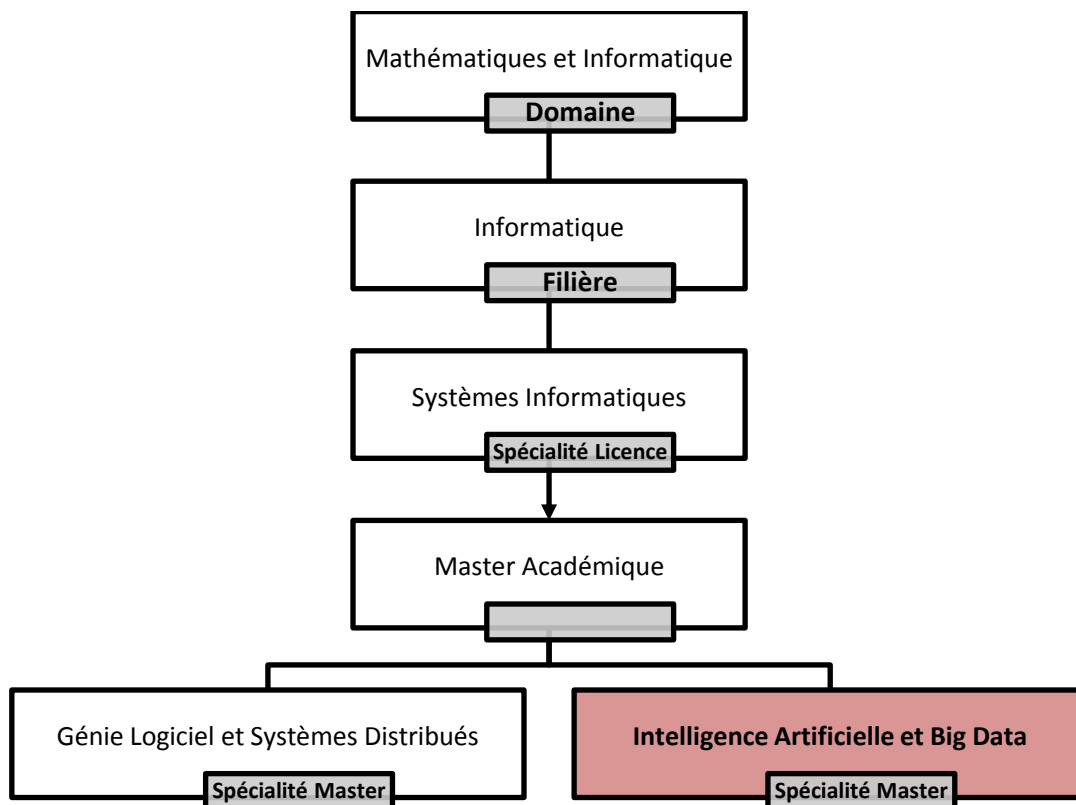 Mathématiques et Informatique
Domaine
Informatique
Filière
Systèmes Informatiques
Spécialité Licence
Master Académique
Génie Logiciel et Systèmes Distribués
Spécialité Master
Intelligence Artificielle et Big Data
Spécialité Master